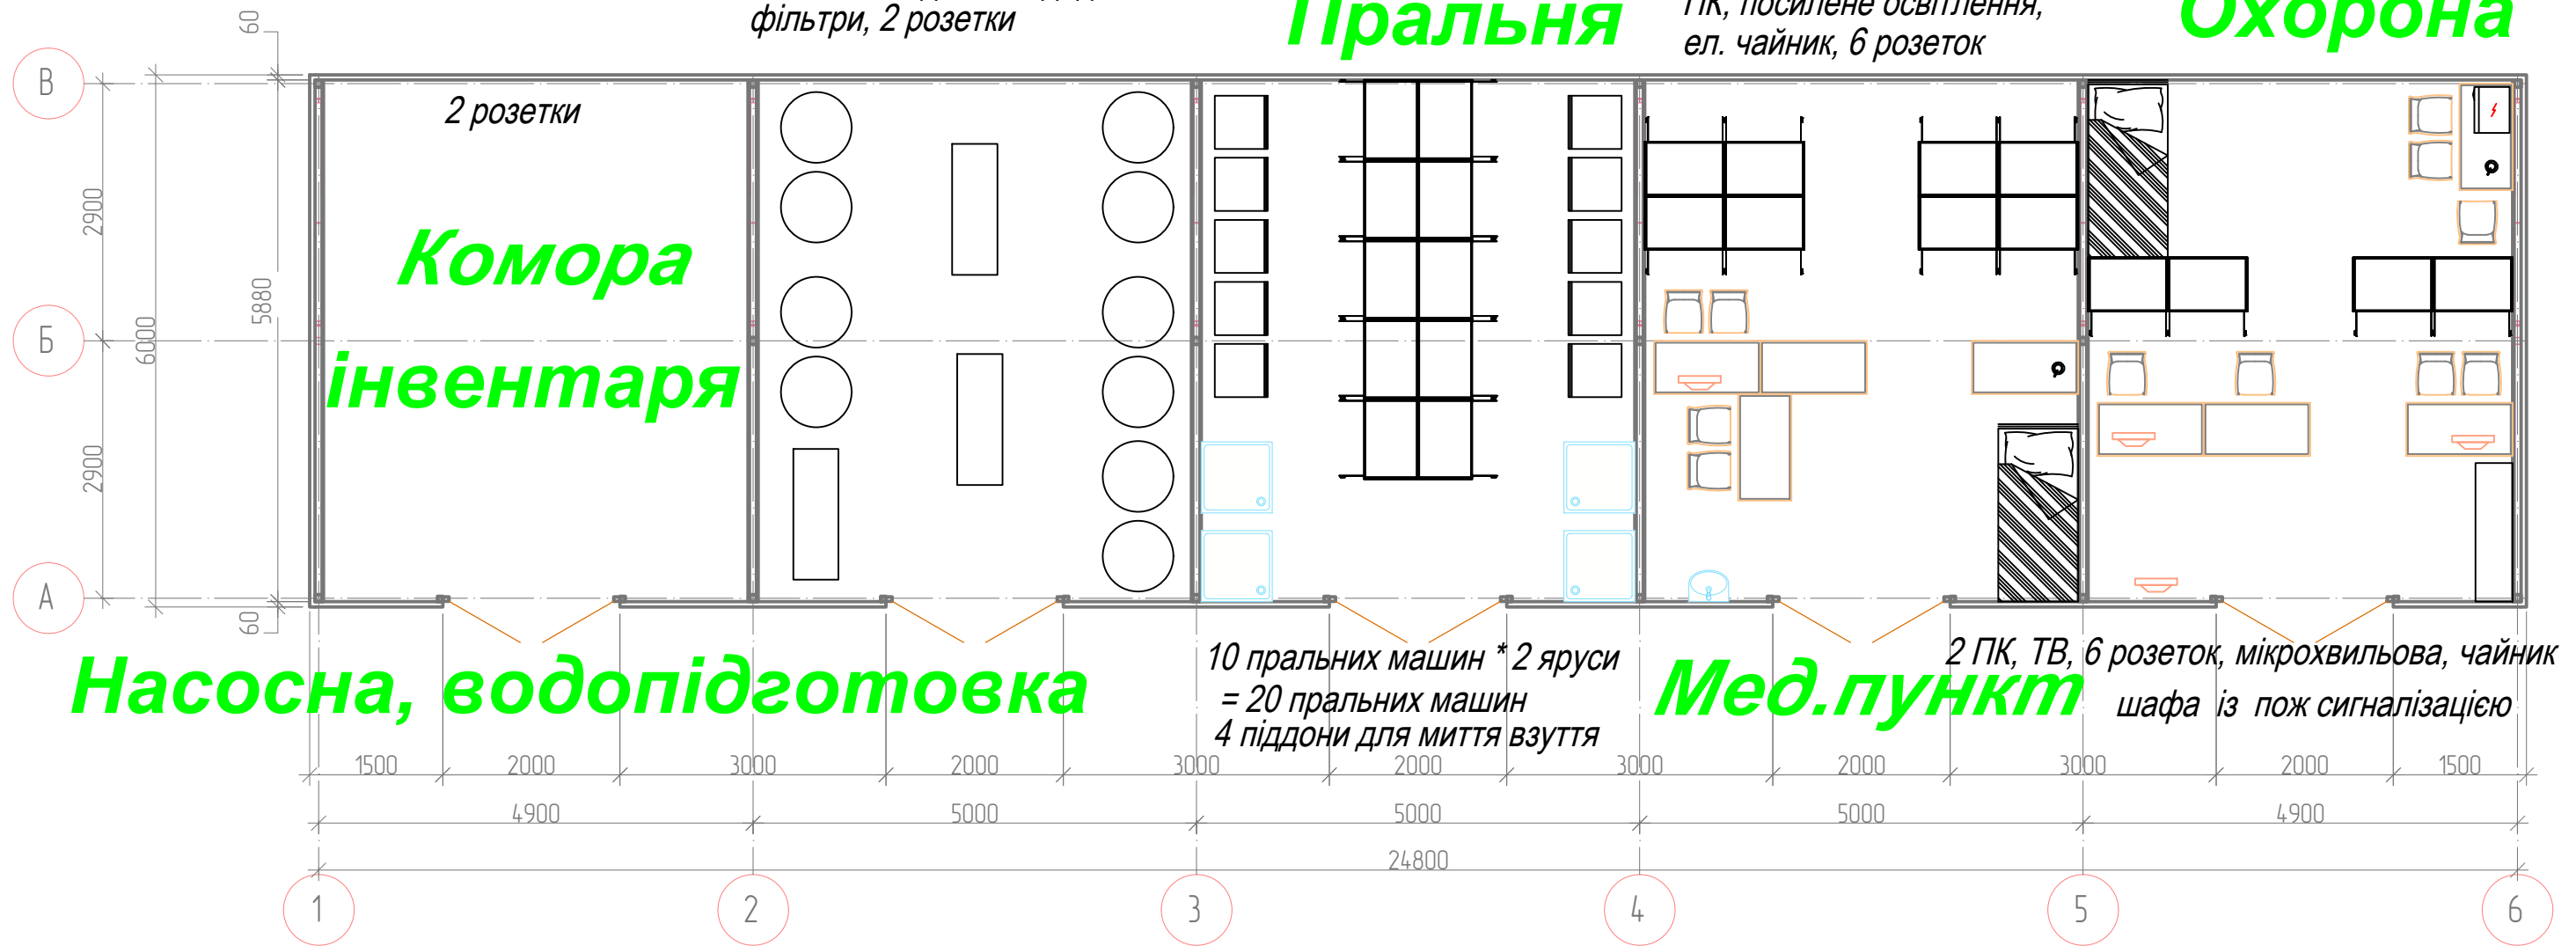 фільтри, 2 розетки
Пральня
ПК, посилене освітлення,
ел. чайник, 6 розеток
Охорона
60
В
2 розетки
2900
Комора
5880
Б
6000
інвентаря
2900
А
60
Насосна, водопідготовка
10 пральних машин * 2 яруси
= 20 пральних машин
4 піддони для миття взуття
Мед.пункт
2 ПК, ТВ, 6 розеток, мікрохвильова, чайник
шафа із пож сигналізацією
1500 2000 3000 2000 3000 2000 3000 2000 3000 2000 1500
4900 5000 5000 5000 4900
24800
1 2 3 4 5 6